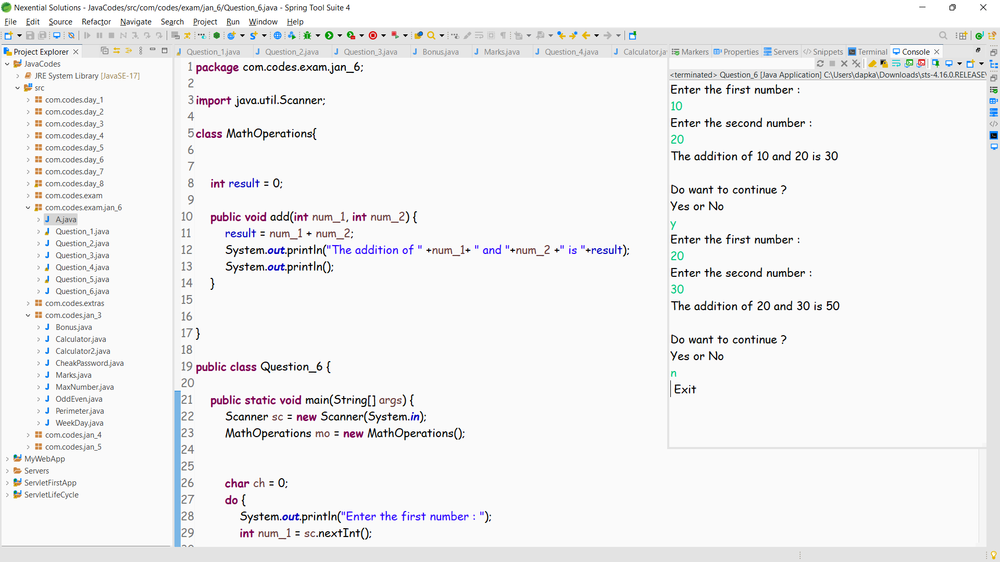 Nexential Solutions - JavaCodes/src/com/codes/exam/jan_6/Question_6.java - Spring Tool Suite 4
File Edit Source Refactor Navigate Search Project Run Window Help
Project Explorer
JavaCodes
JRE System Library [JavaSE-17]
src
com.codes.day_1
com.codes.day_2
com.codes.day_3
com.codes.day_4
com.codes.day_5
com.codes.day_6
com.codes.day_7
com.codes.day_8
com.codes.exam
com.codes.exam.jan_6
A.java
Question_1.java
Question_2.java
Question_3.java
Question_4.java
Question_5.java
Question_6.java
com.codes.extras
com.codes.jan_3
Bonus.java
Calculator.java
Calculator2.java
CheakPassword.java
Marks.java
MaxNumber.java
OddEven.java
Perimeter.java
WeekDay.java
com.codes.jan_4
com.codes.jan_5
MyWebApp
Servers
ServletFirstApp
ServletLifeCycle
Question_1.java Question_2.java Question_3.java Bonus.java Marks.java Question_4.java Calculator.ja
1 package com.codes.exam.jan_6;
2
3 import java.util.Scanner;
4
5 class MathOperations{
6
7
8 int result = 0;
9
10 public void add(int num_1, int num_2) {
11 result = num_1 + num_2;
12 System.out.println("The addition of " +num_1+ " and "+num_2 +" is "+result);
13 System.out.println();
14 }
15
16
17 }
18
19 public class Question_6 {
20
21 public static void main(String[] args) {
22 Scanner sc = new Scanner(System.in);
23 MathOperations mo = new MathOperations();
24
25
26 char ch = 0;
27 do {
28 System.out.println("Enter the first number : ");
29 int num_1 = sc.nextInt();
Markers Properties Servers Snippets Terminal Console
<terminated> Question_6 [Java Application] C:\Users\dapka\Downloads\sts-4.16.0.RELEASE\
Enter the first number :
10
Enter the second number :
20
The addition of 10 and 20 is 30
Do want to continue ?
Yes or No
y
Enter the first number :
20
Enter the second number :
30
The addition of 20 and 30 is 50
Do want to continue ?
Yes or No
n
Exit